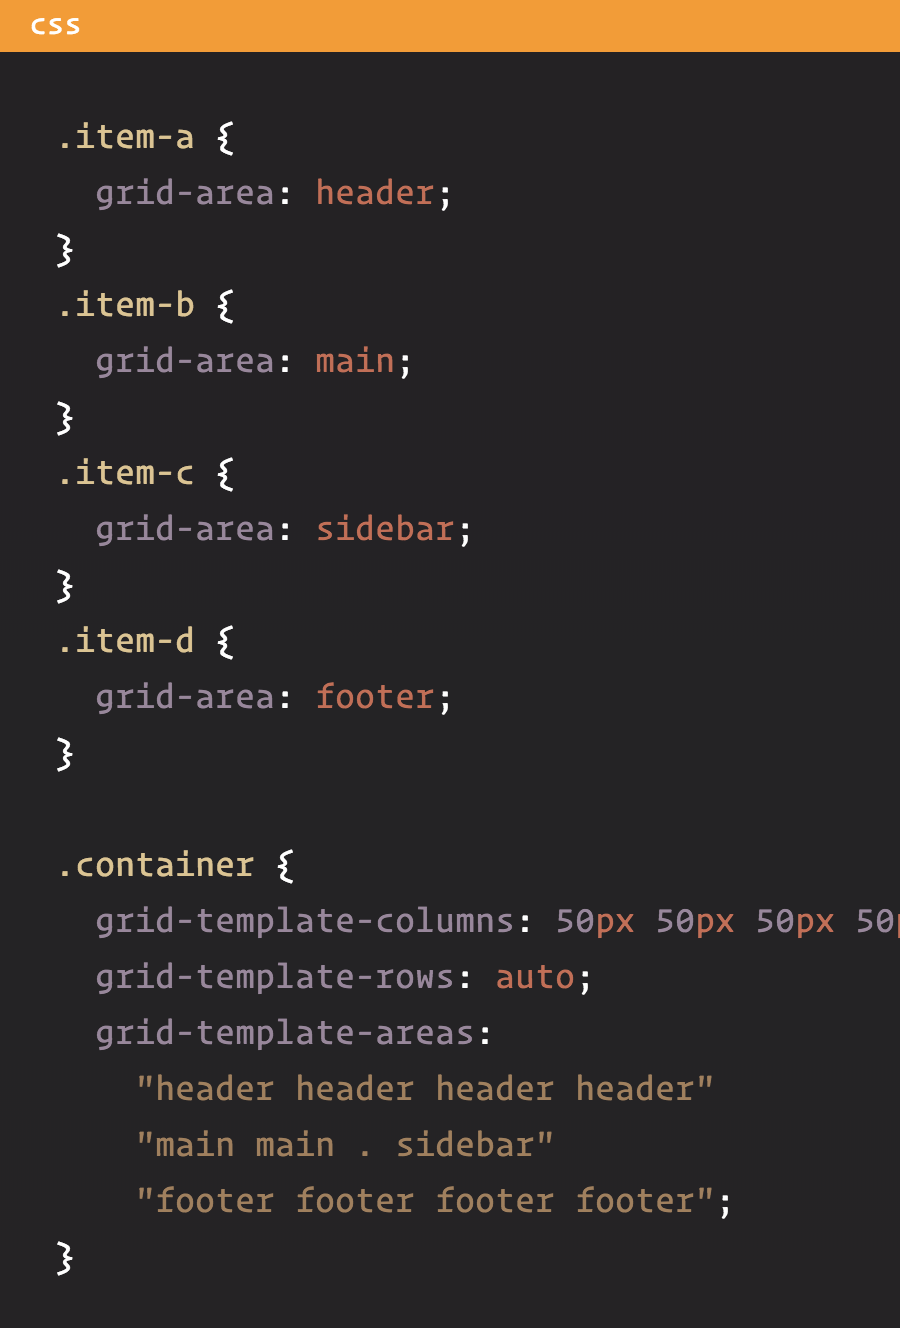 CSS
.item-a {
  grid-area: header;
}
.item-b {
  grid-area: main;
}
.item-c {
  grid-area: sidebar;
}
.item-d {
  grid-area: footer;
}
.container {
  grid-template-columns: 50px 50px 50px 50
  grid-template-rows: auto;
  grid-template-areas:
    "header header header header"
    "main main . sidebar"
    "footer footer footer footer";
}